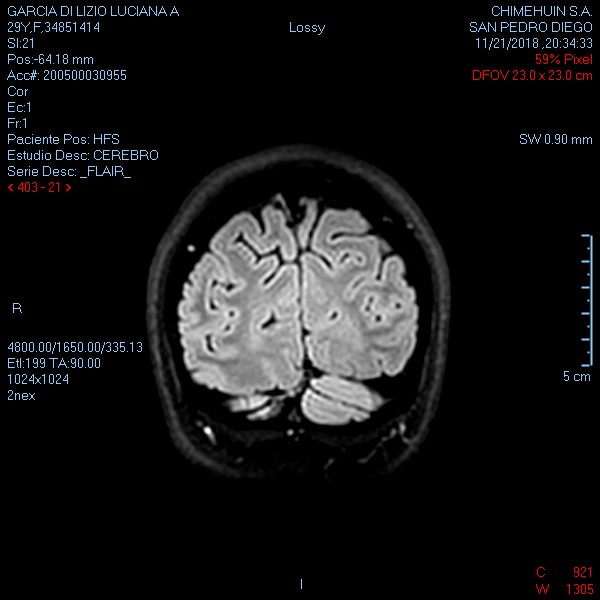 GARCIA DI LIZIO LUCIANA A
29Y,F,34851414
Sl:21
Pos:-64.18 mm
Acc#: 200500030955
Cor
Ec:1
Fr:1
Paciente Pos: HFS
Estudio Desc: CEREBRO
Serie Desc: _FLAIR_
< 403 - 21 >
Lossy
CHIMEHUIN S.A.
SAN PEDRO DIEGO
11/21/2018 ,20:34:33
59% Pixel
DFOV 23.0 x 23.0 cm
SW 0.90 mm
R
4800.00/1650.00/335.13
Etl:199 TA:90.00
1024x1024
2nex
5 cm
I
C 921
W 1305